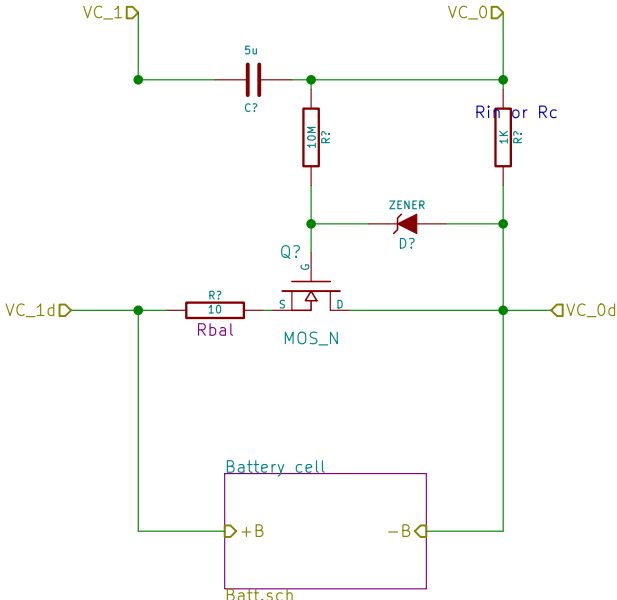 VC_1
VC_0
5u
C?
Rin or Rc
10M
R?
1K
R?
ZENER
D?
Q?
G
S
D
MOS_N
VC_1d
R?
10
Rbal
VC_0d
Battery cell
+B
-B
Batt.sch